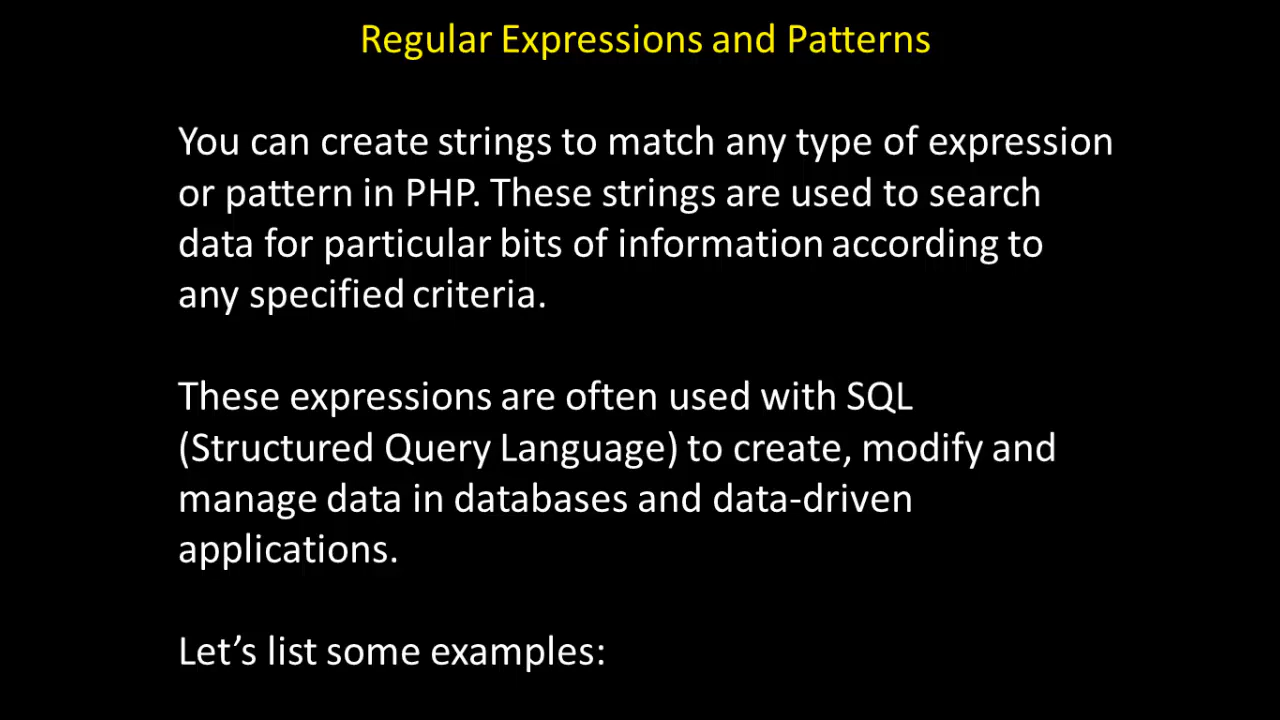 Regular Expressions and Patterns
You can create strings to match any type of expression
or pattern in PHP. These strings are used to search
data for particular bits of information according to
any specified criteria.
These expressions are often used with SQL
(Structured Query Language) to create, modify and
manage data in databases and data-driven
applications.
Let’s list some examples: